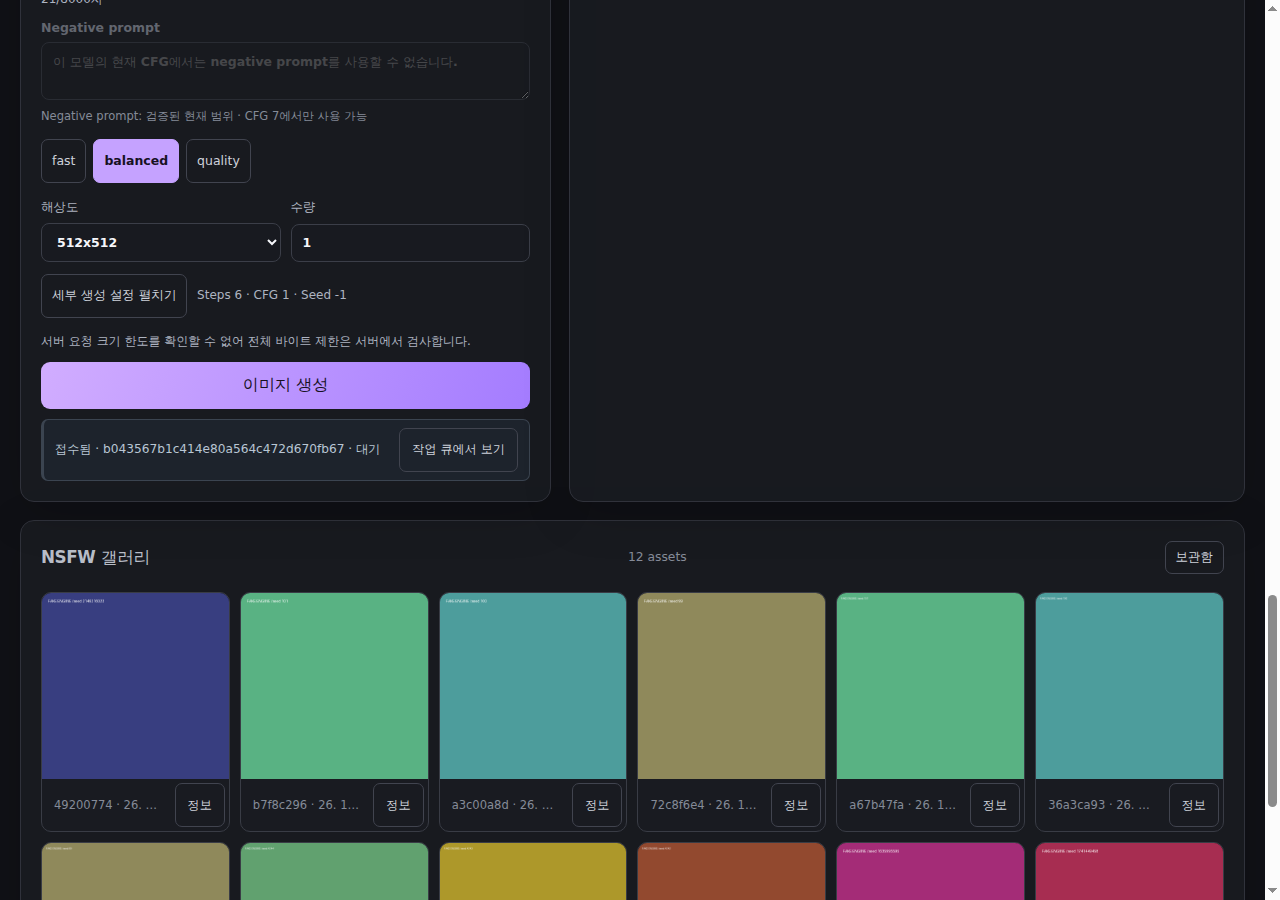 Negative prompt
이 모델의 현재 CFG에서는 negative prompt를 사용할 수 없습니다.
Negative prompt: 검증된 현재 범위 · CFG 7에서만 사용 가능
fast
balanced
quality
해상도
수량
512x512
1
세부 생성 설정 펼치기
Steps 6 · CFG 1 · Seed -1
서버 요청 크기 한도를 확인할 수 없어 전체 바이트 제한은 서버에서 검사합니다.
이미지 생성
접수됨 · b043567b1c414e80a564c472d670fb67 · 대기
작업 큐에서 보기
NSFW 갤러리
12 assets
보관함
49200774 · 26. ...
정보
b7f8c296 · 26. 1...
정보
a3c00a8d · 26. ...
정보
72c8f6e4 · 26. 1...
정보
a67b47fa · 26. 1...
정보
36a3ca93 · 26. ...
정보